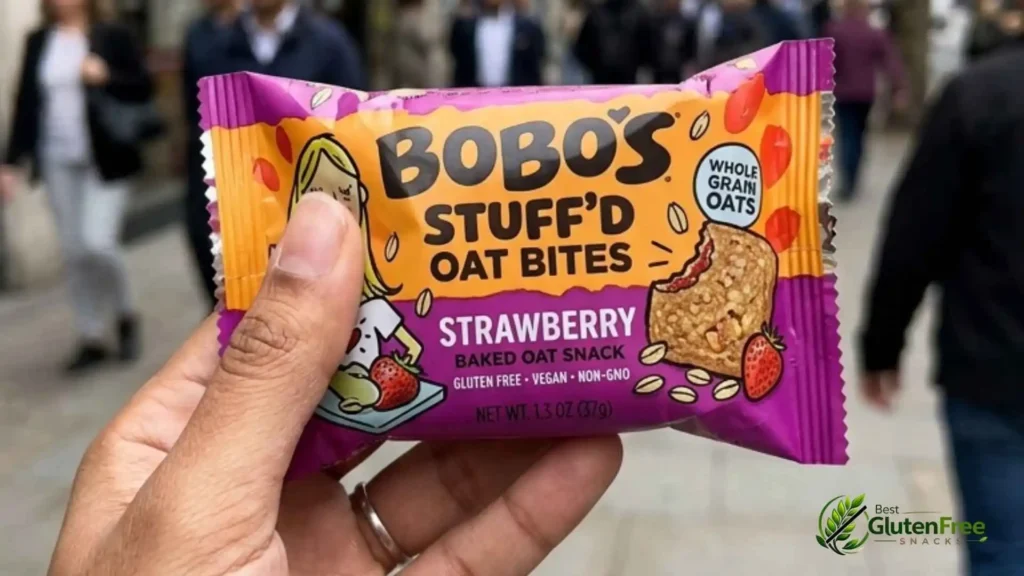 BOBO'S®
STUFF'D
OAT BITES
WHOLE
GRAIN
OATS
STRAWBERRY
BAKED OAT SNACK
GLUTEN FREE • VEGAN • NON-GMO
NET WT. 1.3 OZ (37g)
Best
GlutenFree
SNACKS